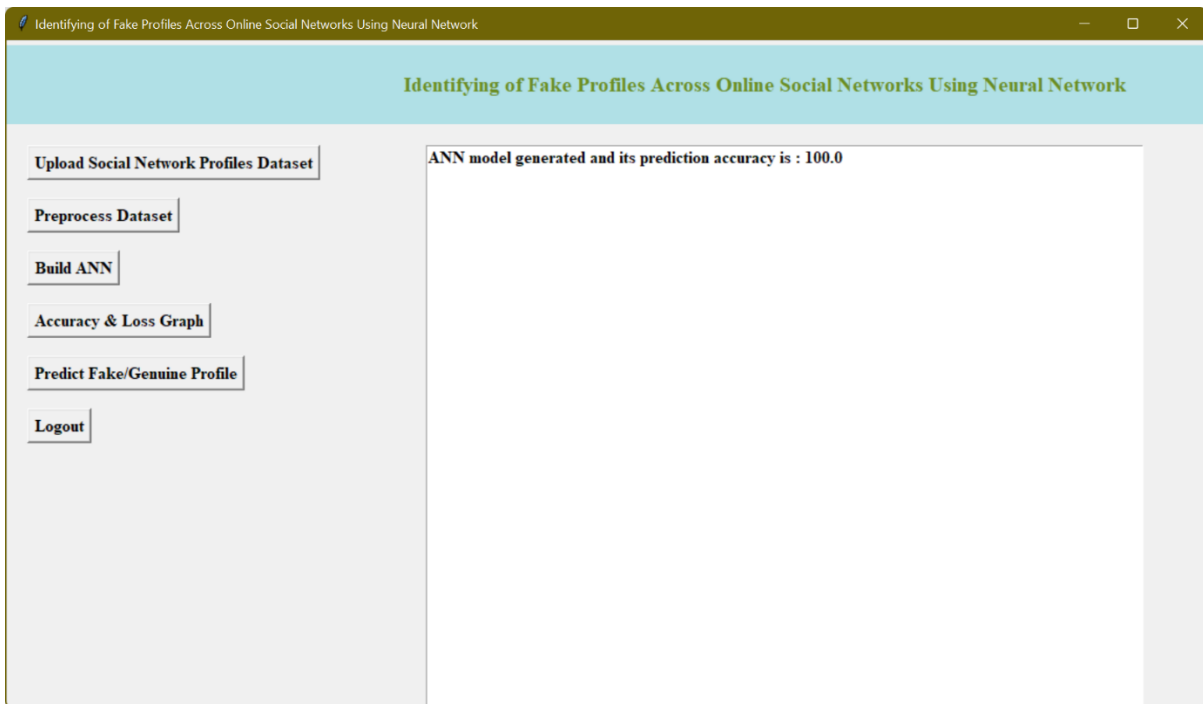 Identifying of Fake Profiles Across Online Social Networks Using Neural Network
Identifying of Fake Profiles Across Online Social Networks Using Neural Network
Upload Social Network Profiles Dataset
Preprocess Dataset
Build ANN
Accuracy & Loss Graph
Predict Fake/Genuine Profile
Logout
ANN model generated and its prediction accuracy is : 100.0